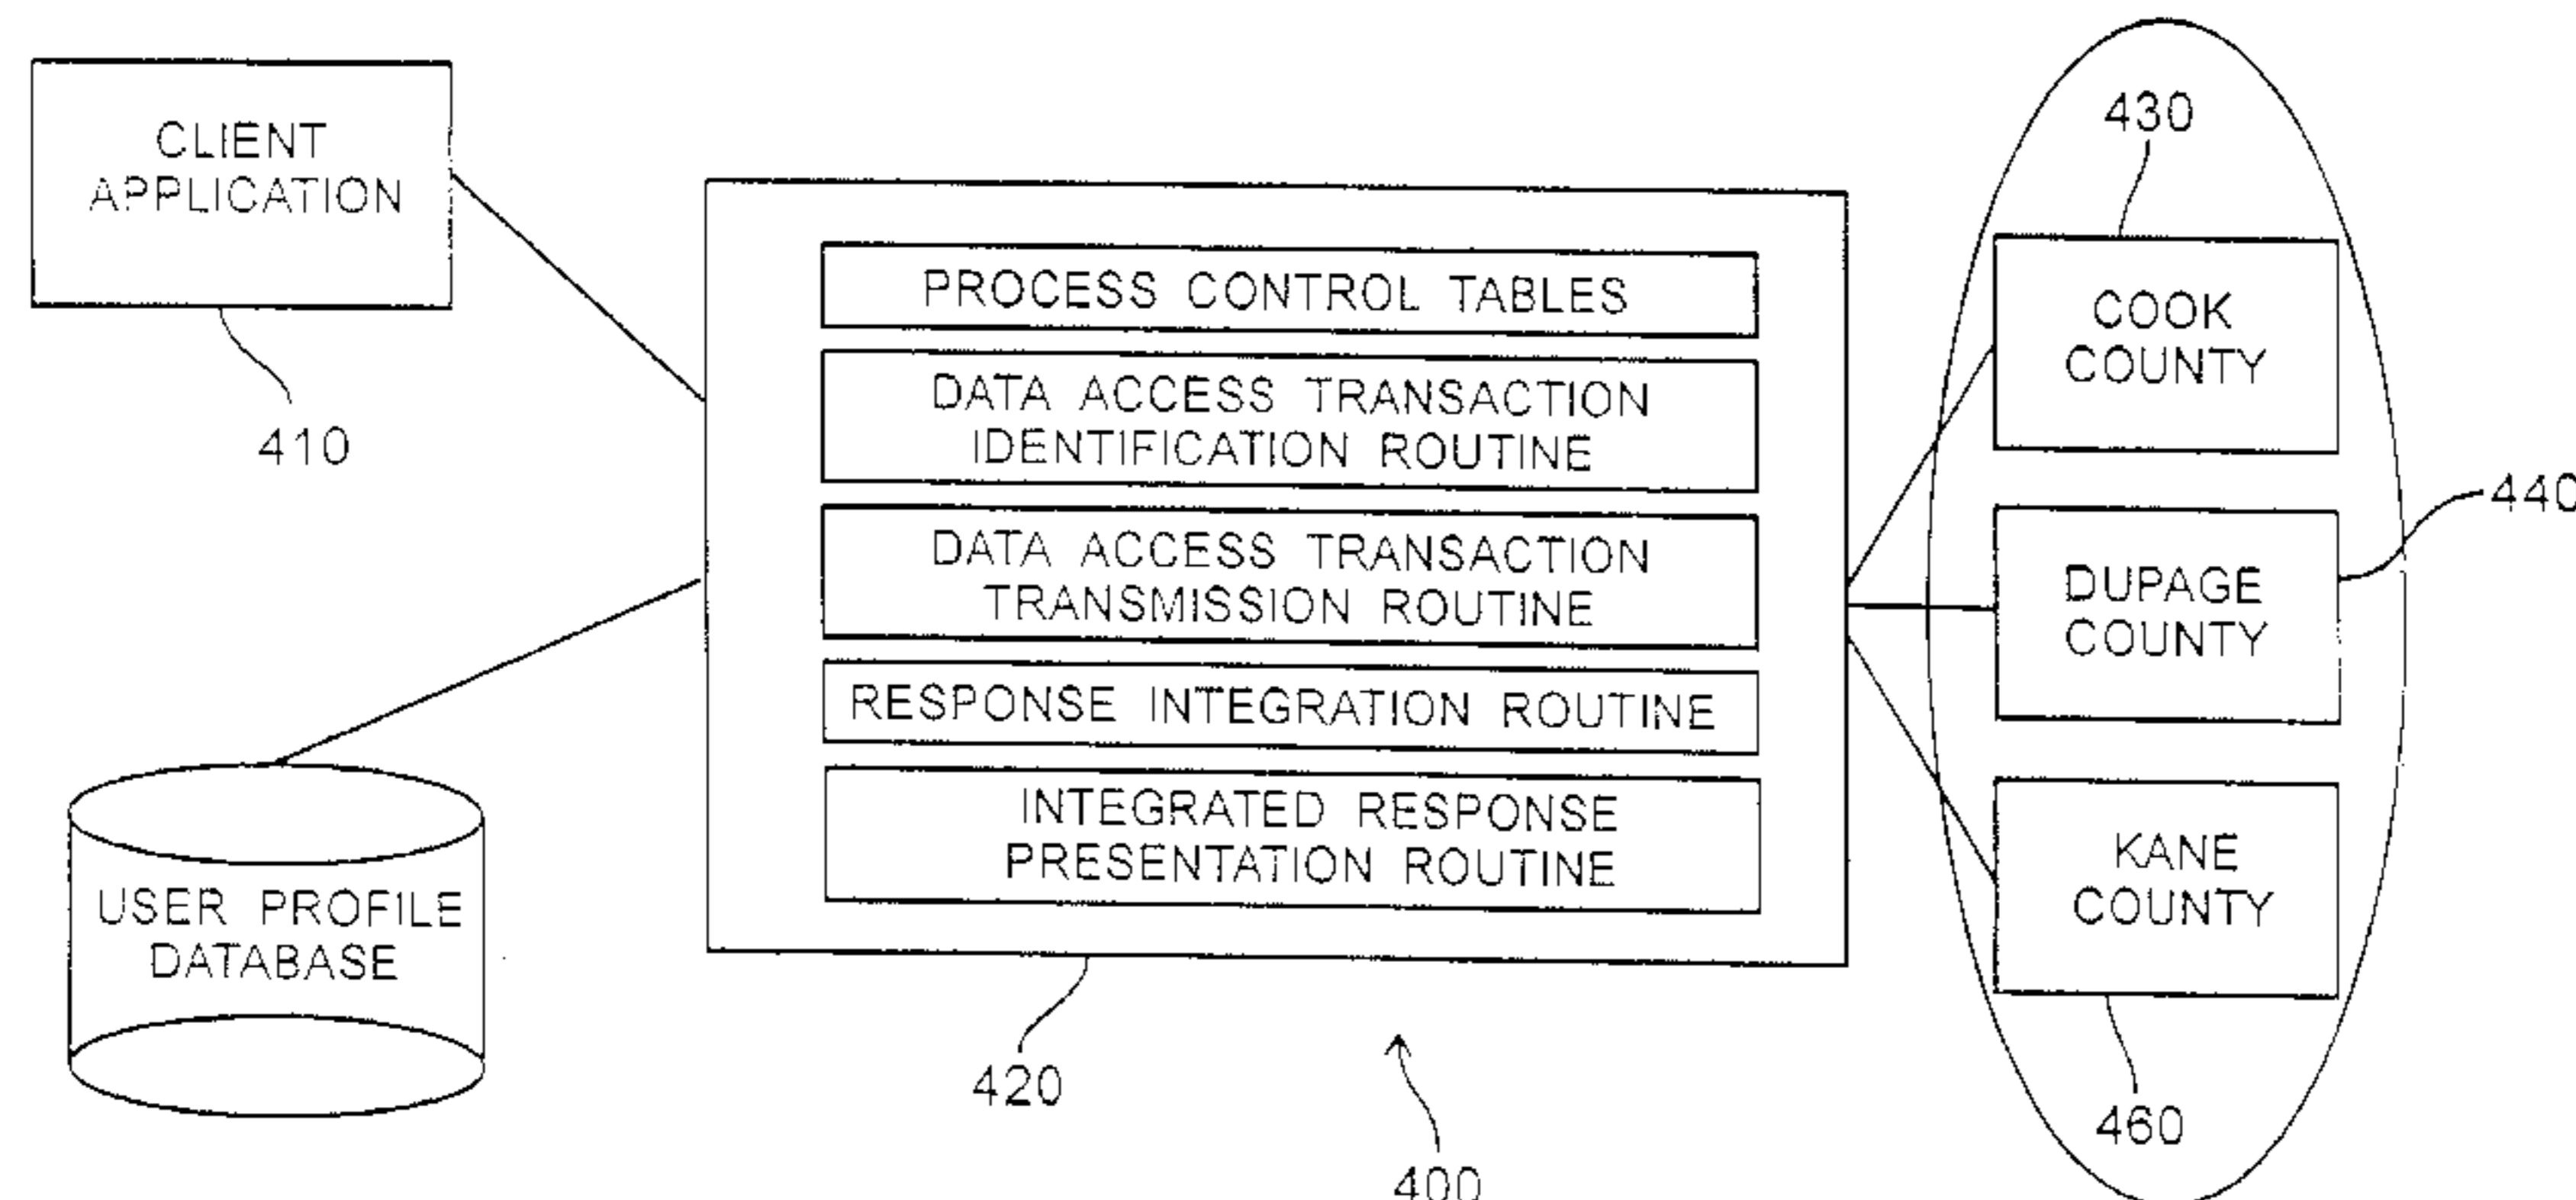 CLIENT
APPLICATION
410
USER PROFILE
DATABASE
PROCESS CONTROL TABLES
DATA ACCESS TRANSACTION
IDENTIFICATION ROUTINE
DATA ACCESS TRANSACTION
TRANSMISSION ROUTINE
RESPONSE INTEGRATION ROUTINE
INTEGRATED RESPONSE
PRESENTATION ROUTINE
420
400
430
COOK
COUNTY
440
DUPAGE
COUNTY
KANE
COUNTY
460